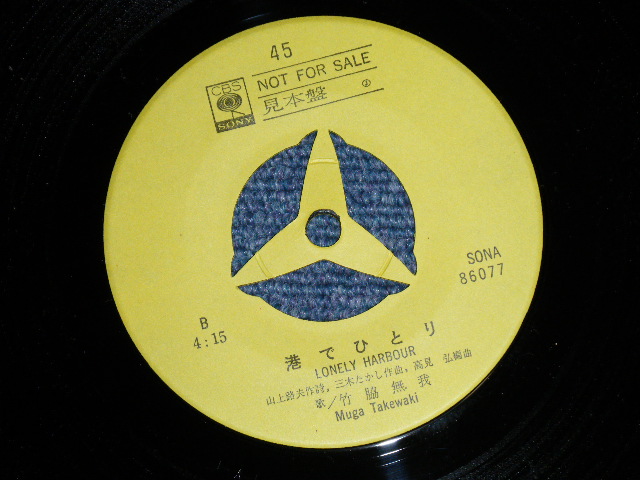 45
CBS
SONY
NOT FOR SALE
見本盤
SONA
86077
B
4:15
港でひとり
LONELY HARBOUR
山上路夫作詩, 三木たかし作曲, 高見 弘編曲
歌/竹脇無我
Muga Takewaki